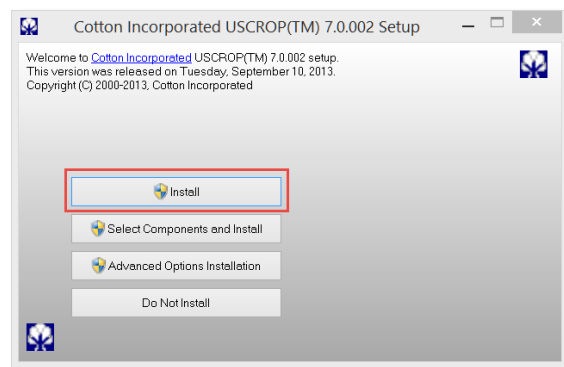 Cotton Incorporated USCROP(TM) 7.0.002 Setup
Welcome to Cotton Incorporated USCROP(TM) 7.0.002 setup.
This version was released on Tuesday, September 10, 2013.
Copyright (C) 2000-2013, Cotton Incorporated
Install
Select Components and Install
Advanced Options Installation
Do Not Install